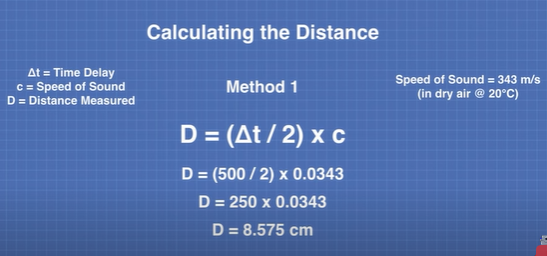 Calculating the Distance
Δt = Time Delay
c = Speed of Sound
D = Distance Measured
Method 1
Speed of Sound = 343 m/s
(in dry air @ 20°C)
D = (Δt / 2) x c
D = (500 / 2) x 0.0343
D = 250 x 0.0343
D = 8.575 cm